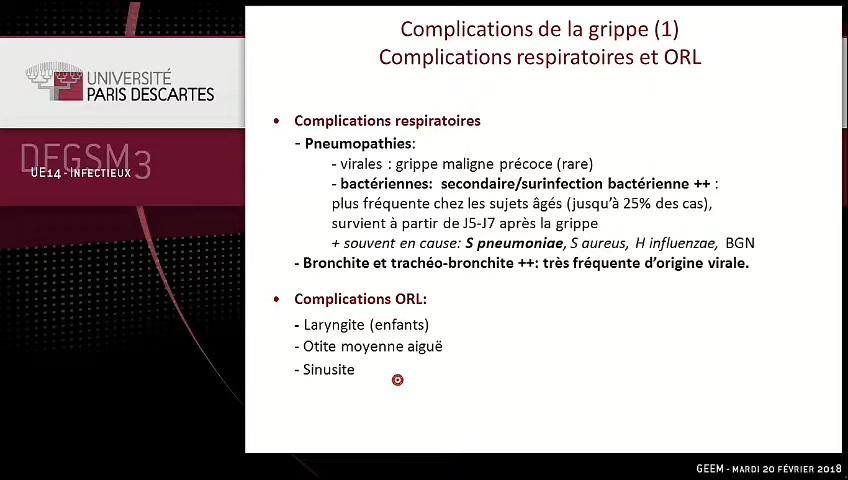 Complications de la grippe (1)
Complications respiratoires et ORL
UNIVERSITÉ
PARIS DESCARTES
DFGSM3
UE14 - INFECTIEUX
• Complications respiratoires
- Pneumopathies:
- virales : grippe maligne précoce (rare)
- bactériennes: secondaire/surinfection bactérienne ++ :
plus fréquente chez les sujets âgés (jusqu'à 25% des cas),
survient à partir de J5-J7 après la grippe
+ souvent en cause: S pneumoniae, S aureus, H influenzae, BGN
- Bronchite et trachéo-bronchite ++: très fréquente d'origine virale.
• Complications ORL:
- Laryngite (enfants)
- Otite moyenne aiguë
- Sinusite
GEEM - MARDI 20 FÉVRIER 2018